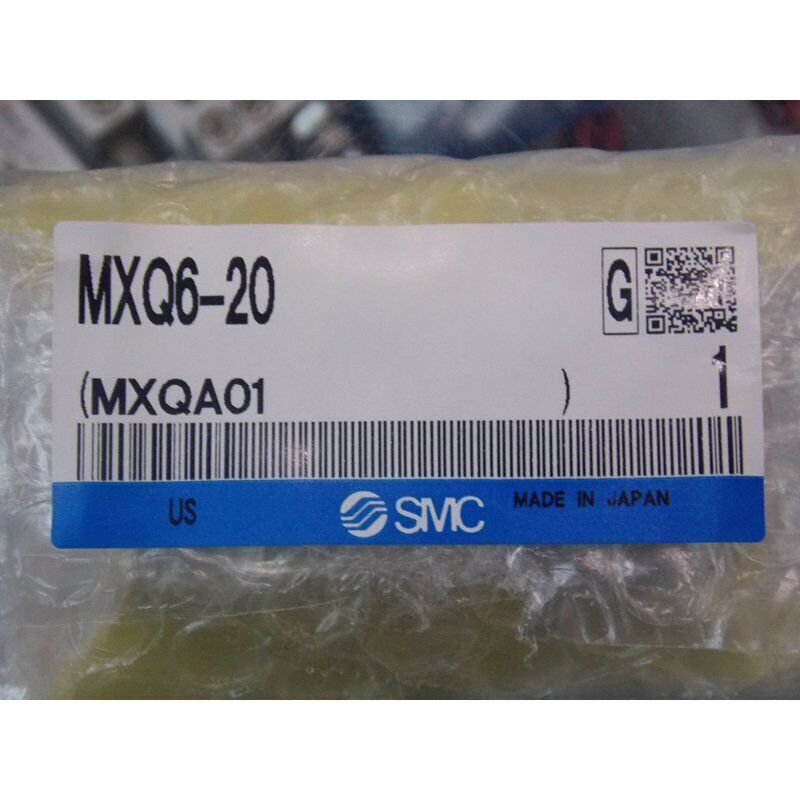 MXQ6-20
G
(MXQA01 )
1
US
SMC
MADE IN JAPAN